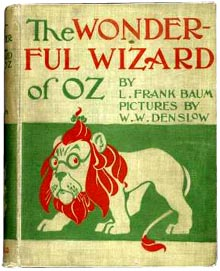 The WONDER-
FUL WIZARD
of OZ BY
L. FRANK BAUM
PICTURES BY
W. W. DENSLOW